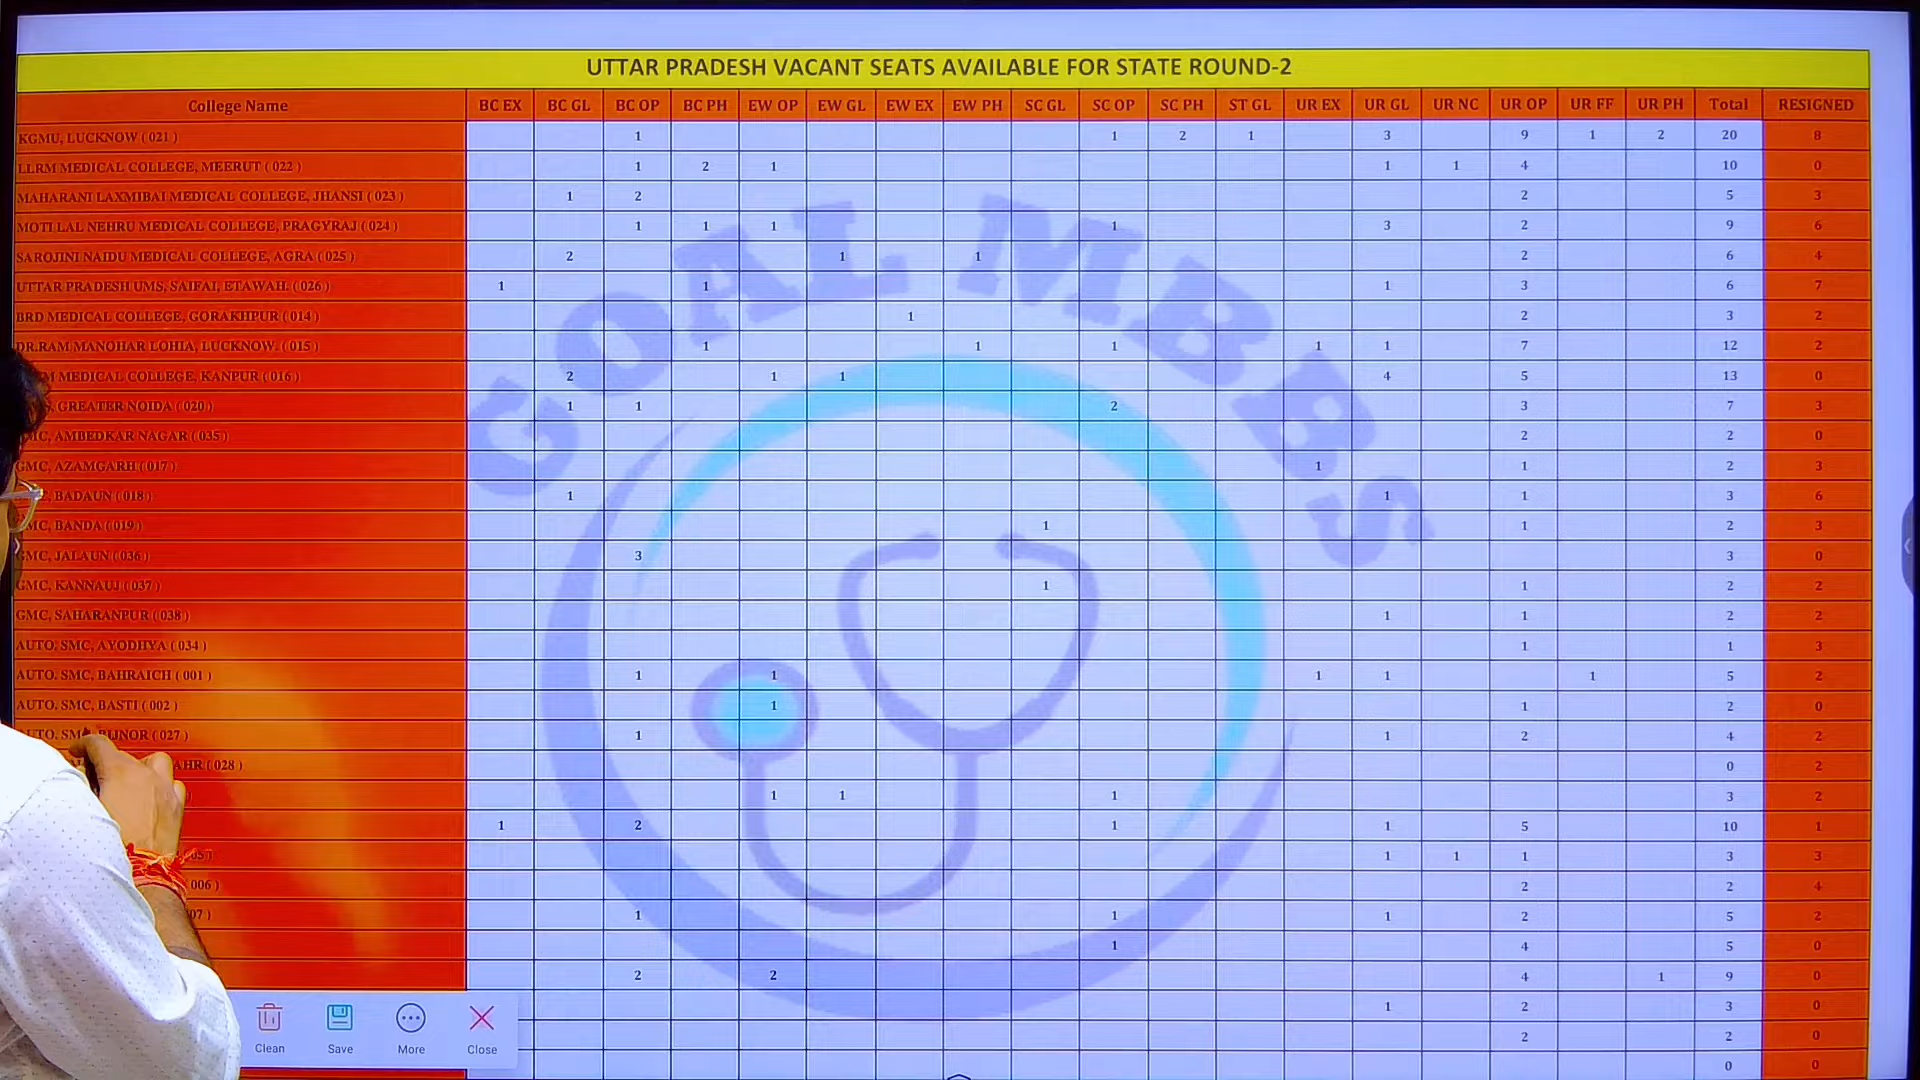 UTTAR PRADESH VACANT SEATS AVAILABLE FOR STATE ROUND-2
College Name BC EX BC GL BC OP BC PH EW OP EW GL EW EX EW PH SC GL SC OP SC PH ST GL UR EX UR GL UR NC UR OP UR FF UR PH Total RESIGNED
KGMU, LUCKNOW ( 021 ) 1 1 2 1 3 9 1 2 20 8
LLRM MEDICAL COLLEGE, MEERUT ( 022 ) 1 2 1 1 1 4 10 0
MAHARANI LAXMIBAI MEDICAL COLLEGE, JHANSI ( 023 ) 1 2 2 5 3
MOTI LAL NEHRU MEDICAL COLLEGE, PRAGYRAJ ( 024 ) 1 1 1 1 3 2 9 6
SAROJINI NAIDU MEDICAL COLLEGE, AGRA ( 025 ) 2 1 1 2 6 4
UTTAR PRADESH UMS, SAIFAI, ETAWAH. ( 026 ) 1 1 1 3 6 7
BRD MEDICAL COLLEGE, GORAKHPUR ( 014 ) 1 2 3 2
DR.RAM MANOHAR LOHIA, LUCKNOW. ( 015 ) 1 1 1 1 1 7 12 2
M MEDICAL COLLEGE, KANPUR ( 016 ) 2 1 1 4 5 13 0
, GREATER NOIDA ( 020 ) 1 1 2 3 7 3
MC, AMBEDKAR NAGAR ( 035 ) 2 2 0
GMC, AZAMGARH ( 017 ) 1 1 2 3
, BADAUN ( 018 ) 1 1 1 3 6
MC, BANDA ( 019 ) 1 1 2 3
GMC, JALAUN ( 036 ) 3 3 0
GMC, KANNAUJ ( 037 ) 1 1 2 2
GMC, SAHARANPUR ( 038 ) 1 1 2 2
AUTO. SMC, AYODHYA ( 034 ) 1 1 3
AUTO. SMC, BAHRAICH ( 001 ) 1 1 1 1 1 5 2
AUTO. SMC, BASTI ( 002 ) 1 1 2 0
AUTO. SMC, BIJNOR ( 027 ) 1 1 2 4 2
AHR ( 028 ) 0 2
) 1 1 1 3 2
1 2 1 1 5 10 1
1 1 1 3 3
006 ) 2 2 4
07 ) 1 1 1 2 5 2
1 4 5 0
2 2 4 1 9 0
1 2 3 0
2 2 0
0 0
GOAL MBBS
Clean Save More Close